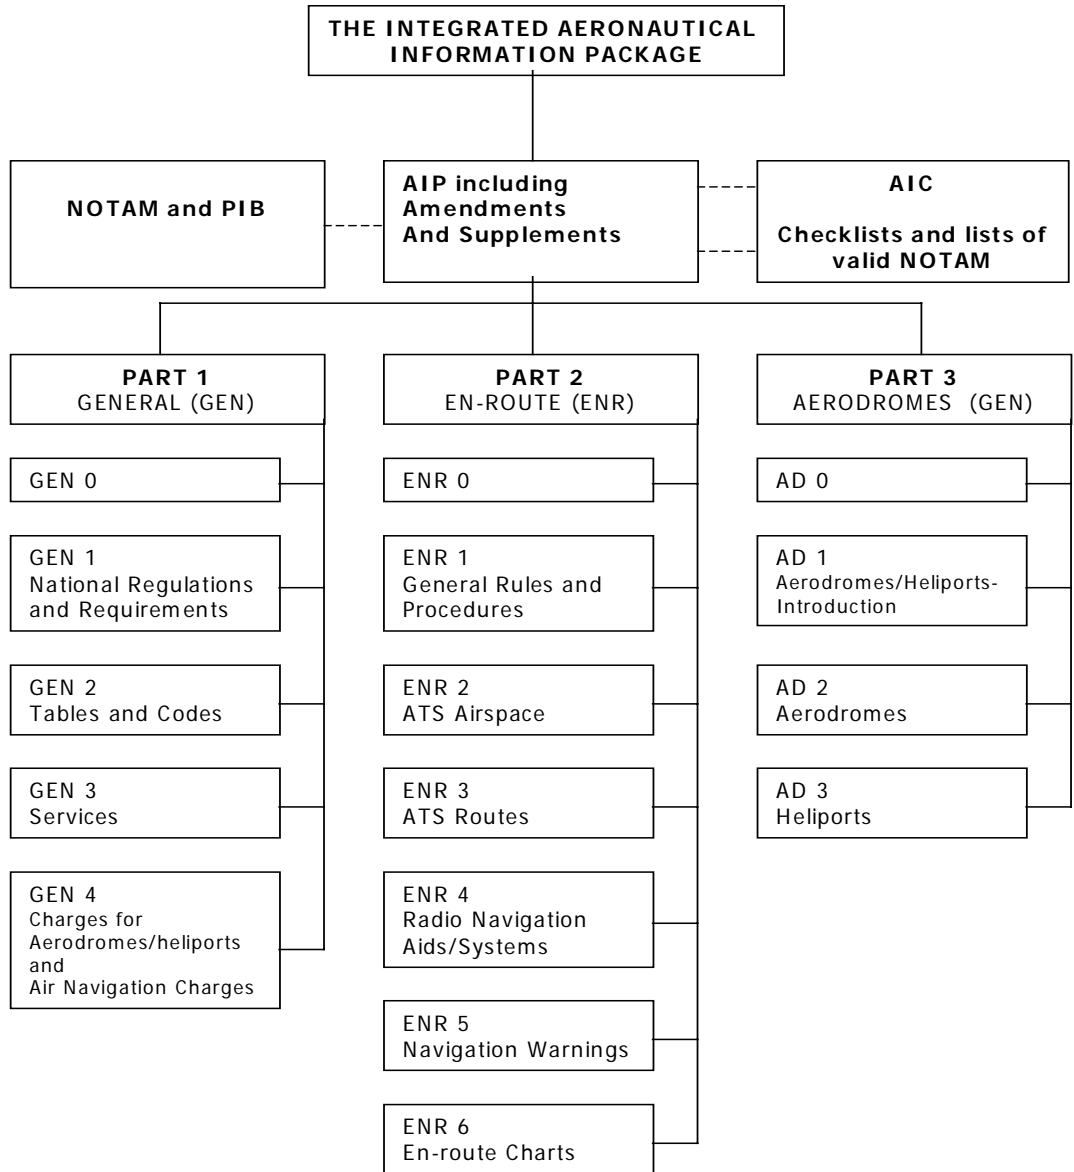 THE INTEGRATED AERONAUTICAL
INFORMATION PACKAGE
NOTAM and PIB
AIP including
Amendments
And Supplements
AIC
Checklists and lists of
valid NOTAM
PART 1
GENERAL (GEN)
GEN 0
GEN 1
National Regulations
and Requirements
GEN 2
Tables and Codes
GEN 3
Services
GEN 4
Charges for
Aerodromes/heliports
and
Air Navigation Charges
PART 2
EN-ROUTE (ENR)
ENR 0
ENR 1
General Rules and
Procedures
ENR 2
ATS Airspace
ENR 3
ATS Routes
ENR 4
Radio Navigation
Aids/Systems
ENR 5
Navigation Warnings
ENR 6
En-route Charts
PART 3
AERODROMES (GEN)
AD 0
AD 1
Aerodromes/Heliports-
Introduction
AD 2
Aerodromes
AD 3
Heliports